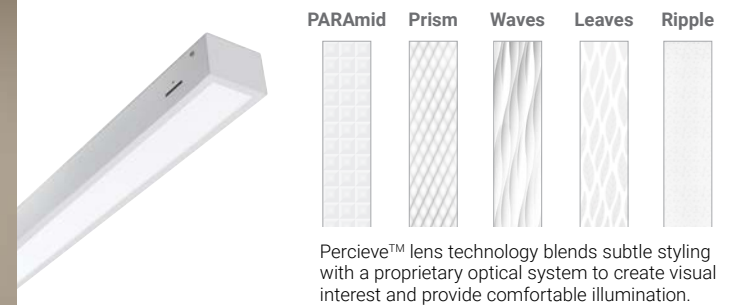 PARAmid Prism Waves Leaves Ripple
Percieve™ lens technology blends subtle styling
with a proprietary optical system to create visual
interest and provide comfortable illumination.